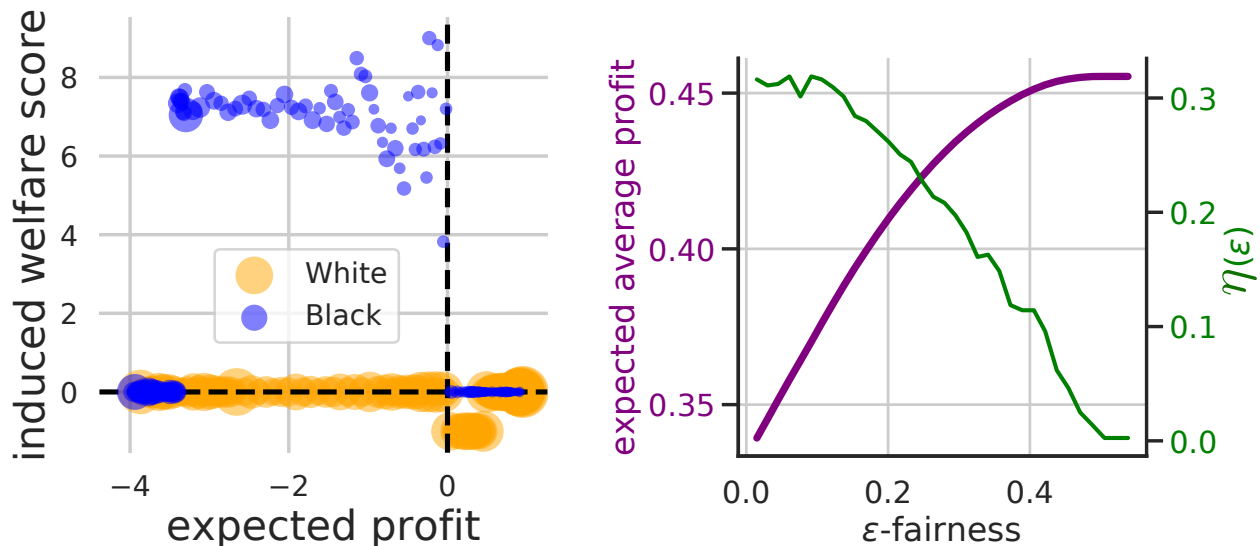 induced welfare score
8
6
4
2
0
White
Black
−4
−2
0
expected profit
expected average profit
0.45
0.40
0.35
0.3
0.2
0.1
0.0
η(ε)
0.0
0.2
0.4
ε-fairness